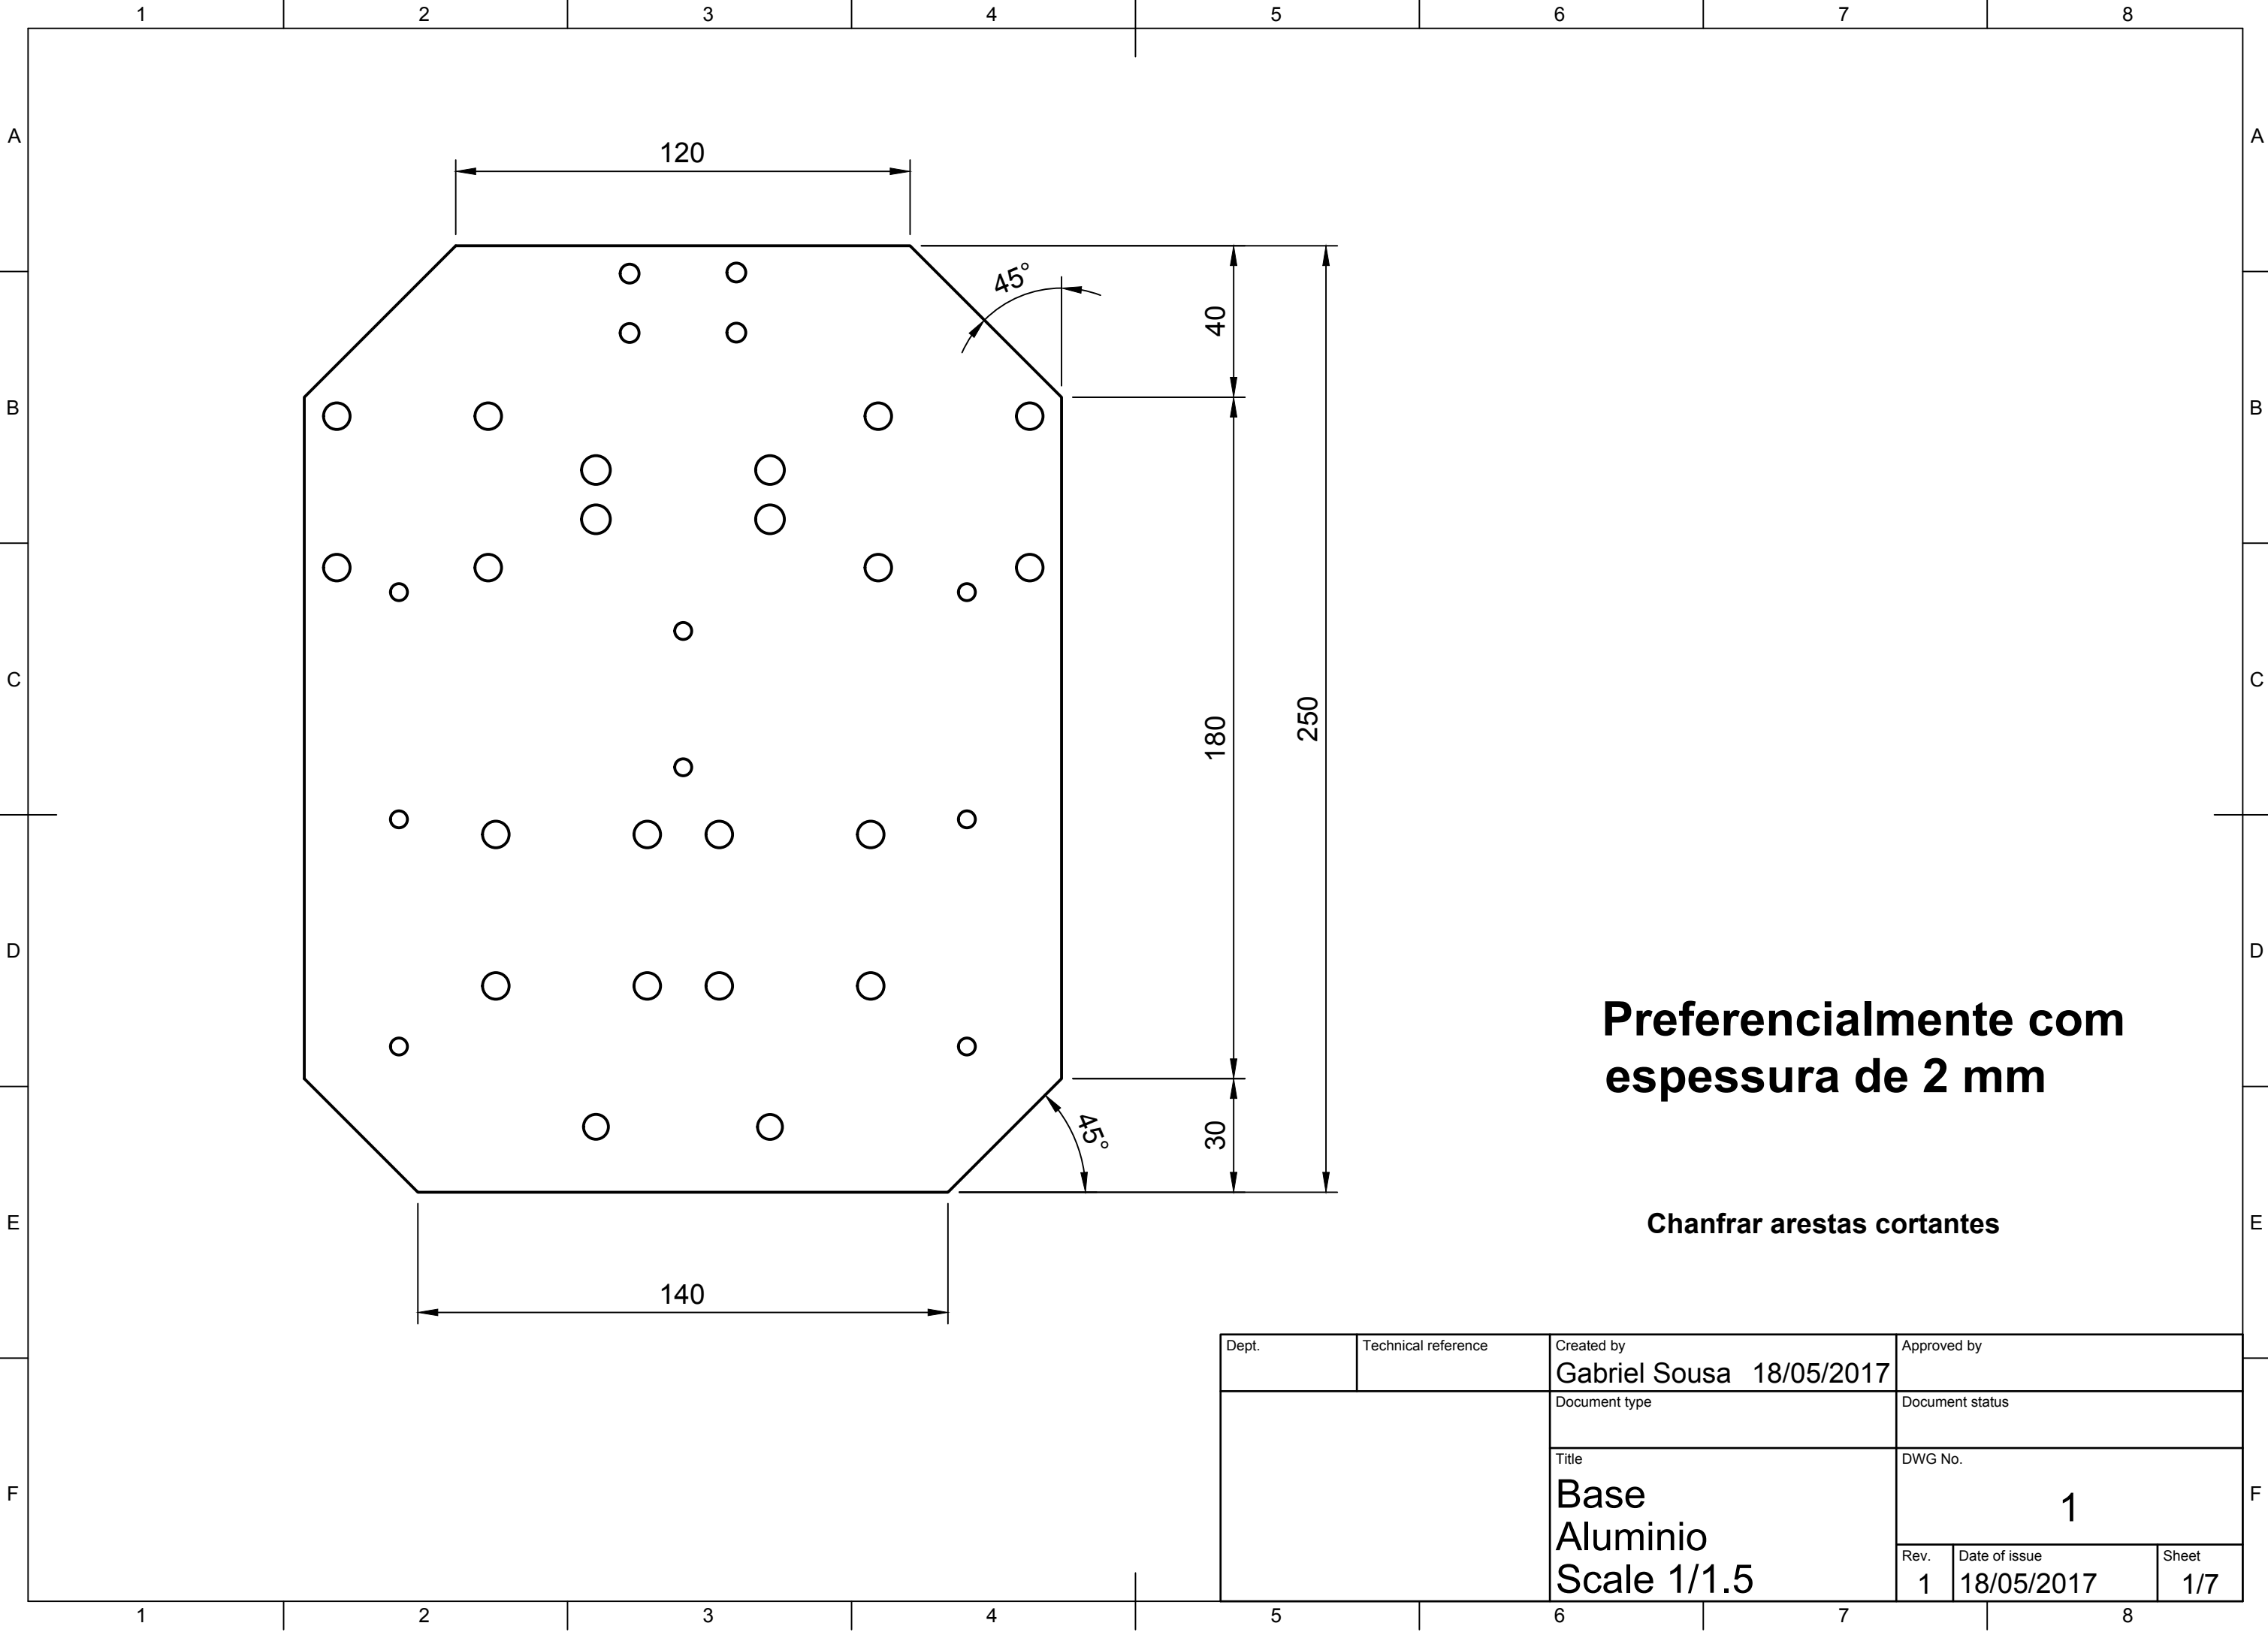 1 2 3 4 5 6 7 8
A A
120
45°
40
B B
C C
180
250
D D
Preferencialmente com
espessura de 2 mm
45°
30
E E
Chanfrar arestas cortantes
140
Dept. Technical reference Created by Approved by
Gabriel Sousa 18/05/2017
Document type Document status
Title DWG No.
Base
1
Aluminio
Scale 1/1.5
Rev. Date of issue Sheet
1 18/05/2017 1/7
F F
1 2 3 4 5 6 7 8